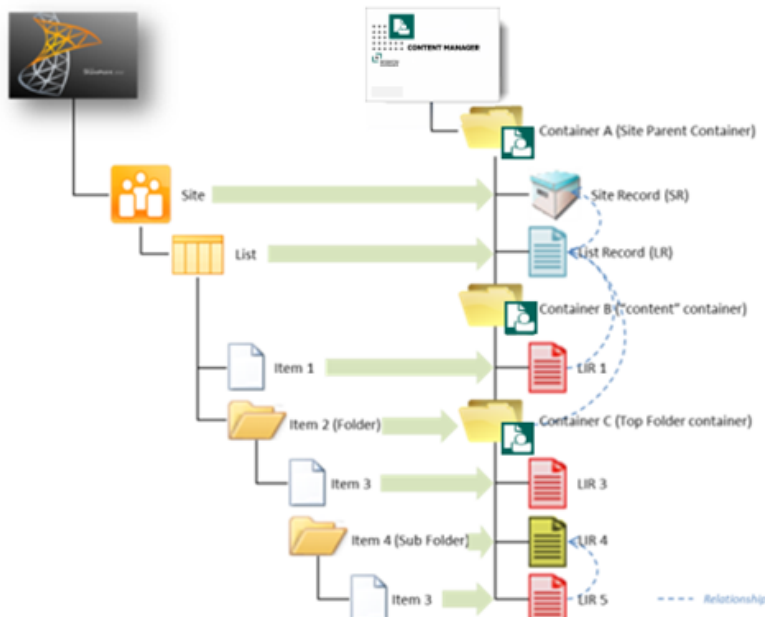 CONTENT MANAGER
Container A (Site Parent Container)
Site
Site Record (SR)
List
List Record (LR)
Container B ("content" container)
Item 1
LIR 1
Item 2 (Folder)
Container C (Top Folder container)
Item 3
LIR 3
Item 4 (Sub Folder)
LIR 4
Item 3
LIR 5
Relationship